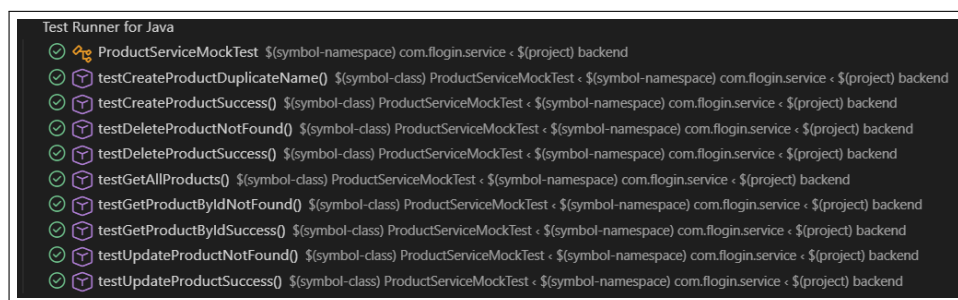 Test Runner for Java
ProductServiceMockTest $(symbol-namespace) com.flogin.service < $(project) backend
testCreateProductDuplicateName() $(symbol-class) ProductServiceMockTest < $(symbol-namespace) com.flogin.service < $(project) backend
testCreateProductSuccess() $(symbol-class) ProductServiceMockTest < $(symbol-namespace) com.flogin.service < $(project) backend
testDeleteProductNotFound() $(symbol-class) ProductServiceMockTest < $(symbol-namespace) com.flogin.service < $(project) backend
testDeleteProductSuccess() $(symbol-class) ProductServiceMockTest < $(symbol-namespace) com.flogin.service < $(project) backend
testGetAllProducts() $(symbol-class) ProductServiceMockTest < $(symbol-namespace) com.flogin.service < $(project) backend
testGetProductByIdNotFound() $(symbol-class) ProductServiceMockTest < $(symbol-namespace) com.flogin.service < $(project) backend
testGetProductByIdSuccess() $(symbol-class) ProductServiceMockTest < $(symbol-namespace) com.flogin.service < $(project) backend
testUpdateProductNotFound() $(symbol-class) ProductServiceMockTest < $(symbol-namespace) com.flogin.service < $(project) backend
testUpdateProductSuccess() $(symbol-class) ProductServiceMockTest < $(symbol-namespace) com.flogin.service < $(project) backend